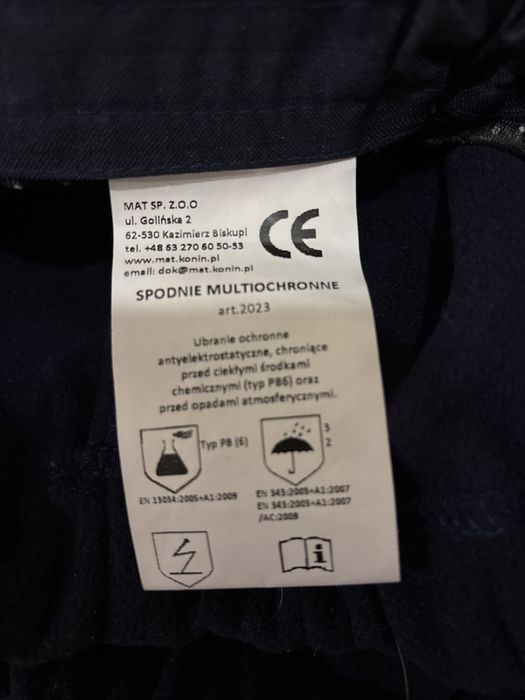 MAT SP. Z.O.O
ul. Golińska 2
62-530 Kazimierz Biskupi
tel. +48 63 270 60 50-53
www.mat.konin.pl
email: dok@mat.konin.pl
CE
SPODNIE MULTIOCHRONNE
art.2023
Ubranie ochronne
antyelektrostatyczne, chroniące
przed ciekłymi środkami
chemicznymi (typ PB6) oraz
przed opadami atmosferycznymi.
Typ PB (6)
3
2
EN 13034:2005+A1:2009
EN 343:2003+A1:2007
EN 343:2003+A1:2007
/AC:2009
i